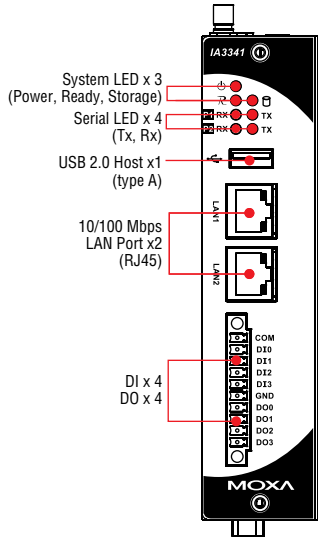 IA3341
System LED x 3
(Power, Ready, Storage)
Serial LED x 4
(Tx, Rx)
P1 RX TX
P2 RX TX
USB 2.0 Host x1
(type A)
LAN1
10/100 Mbps
LAN Port x2
(RJ45)
LAN2
COM
DI0
DI1
DI2
DI3
GND
DO0
DO1
DO2
DO3
DI x 4
DO x 4
MOXA